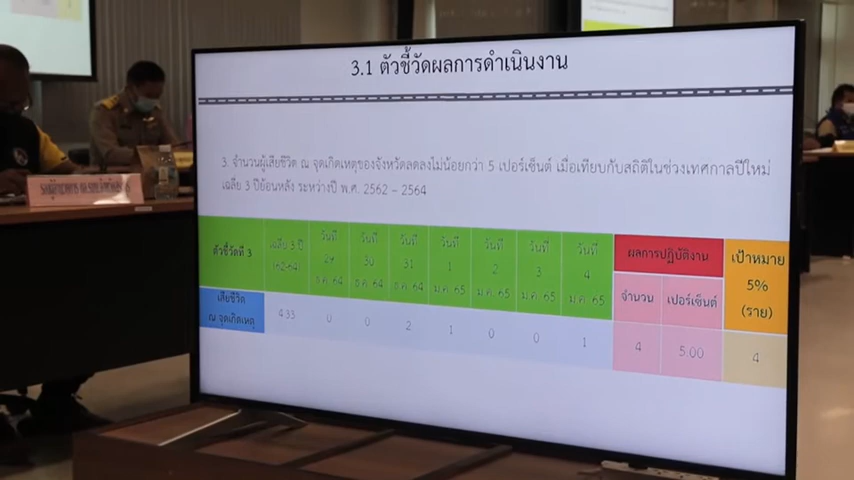 3.1 ตัวชี้วัดผลการดำเนินงาน
3. จำนวนผู้เสียชีวิต ณ จุดเกิดเหตุของจังหวัดลดลงไม่น้อยกว่า 5 เปอร์เซ็นต์ เมื่อเทียบกับสถิติในช่วงเทศกาลปีใหม่
เฉลี่ย 3 ปีย้อนหลัง ระหว่างปี พ.ศ. 2562 – 2564
ตัวชี้วัดที่ 3
เฉลี่ย 3 ปี
(62-64)
วันที่
29
ธ.ค. 64
วันที่
30
ธ.ค. 64
วันที่
31
ธ.ค. 64
วันที่
1
ม.ค. 65
วันที่
2
ม.ค. 65
วันที่
3
ม.ค. 65
วันที่
4
ม.ค. 65
ผลการปฏิบัติงาน
จำนวน
เปอร์เซ็นต์
เป้าหมาย
5%
(ราย)
เสียชีวิต
ณ จุดเกิดเหตุ
4.33
0
0
2
1
0
0
1
4
5.00
4